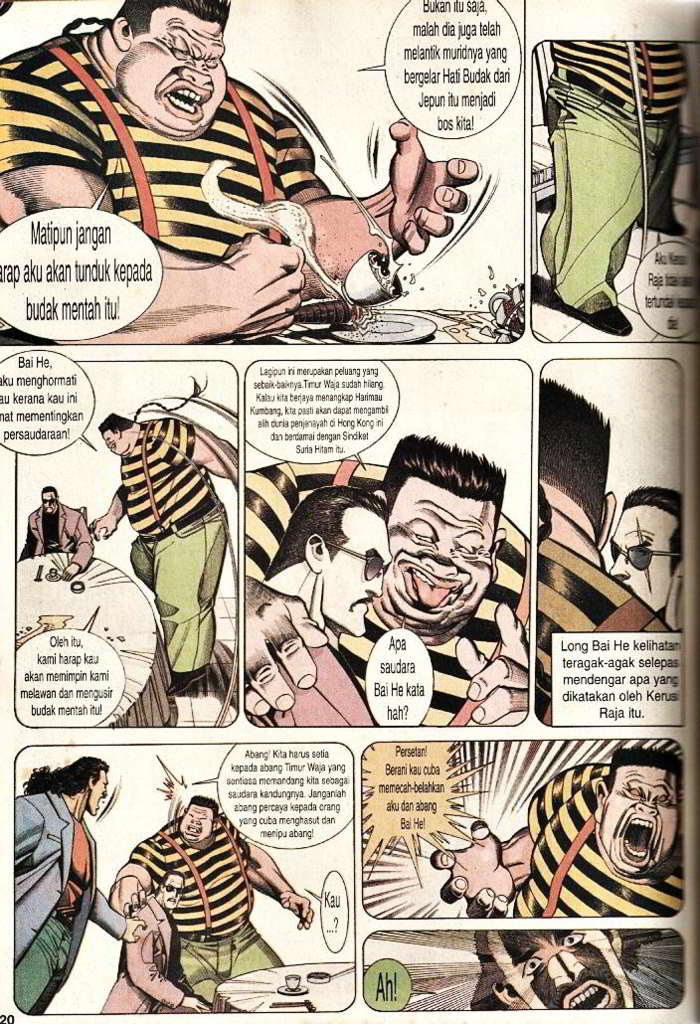 Bukan itu saja,
malah dia juga telah
melantik muridnya yang
bergelar Hati Budak dari
Jepun itu menjadi
bos kita!
Matipun jangan
arap aku akan tunduk kepada
budak mentah itu!
Aku
Raja tidak
Bai He,
aku menghormati
au kerana kau ini
mat mementingkan
persaudaraan!
Oleh itu,
kami harap kau
akan memimpin kami
melawan dan mengusir
budak mentah itu!
Lagipun ini merupakan peluang yang
sebaik-baiknya.Timur Waja sudah hilang.
Kalau kita berjaya menangkap Harimau
Kumbang, kita pasti akan dapat mengambil
alih dunia penjenayah di Hong Kong ini
dan berdamai dengan Sindiket
Suria Hitam itu.
Apa
saudara
Bai He kata
hah?
Long Bai He kelihatan
teragak-agak selepas
mendengar apa yang
dikatakan oleh Kerusi
Raja itu.
Abang! Kita harus setia
kepada abang Timur Waja yang
sentiasa memandang kita sebagai
saudara kandungnya. Janganlah
abang percaya kepada orang
yang cuba menghasut dan
menipu abang!
Kau
...?
Persetan!
Berani kau cuba
memecah-belahkan
aku dan abang
Bai He!
Ah!
20